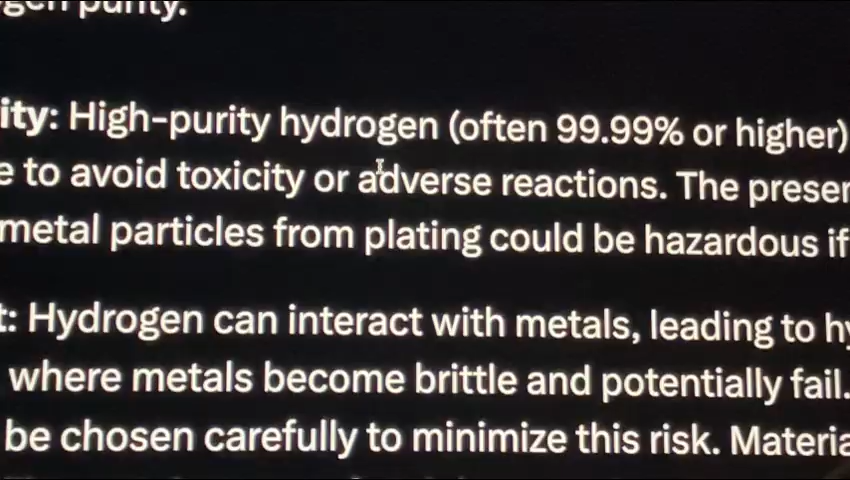 purity.
ity: High-purity hydrogen (often 99.99% or higher)
e to avoid toxicity or adverse reactions. The presen
metal particles from plating could be hazardous if
t: Hydrogen can interact with metals, leading to hy
where metals become brittle and potentially fail.
be chosen carefully to minimize this risk. Materia